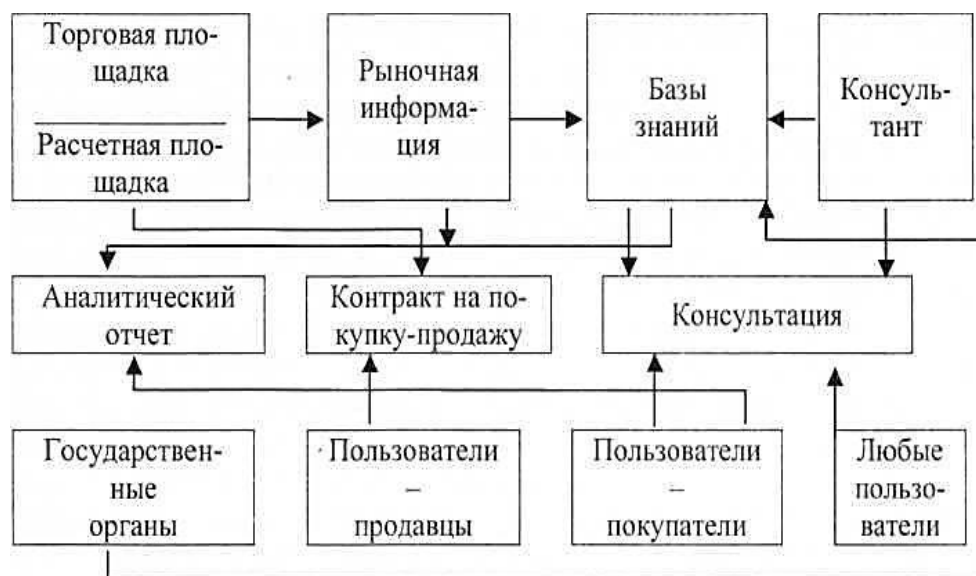 Торговая пло-
щадка
Расчетная пло-
щадка
Рыночная
информа-
ция
Базы
знаний
Консуль-
тант
Аналитический
отчет
Контракт на по-
купку-продажу
Консультация
Государствен-
ные
органы
Пользователи
–
продавцы
Пользователи
–
покупатели
Любые
пользо-
ватели